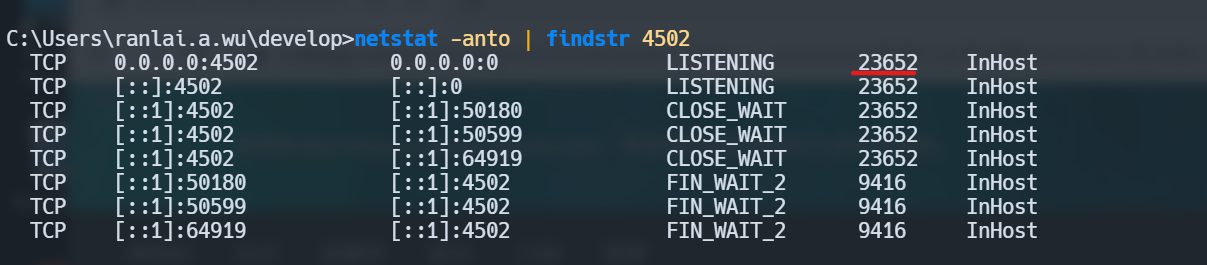 C:\Users\ranlai.a.wu\develop>netstat -anto | findstr 4502
TCP 0.0.0.0:4502 0.0.0.0:0 LISTENING 23652 InHost
TCP [::]:4502 [::]:0 LISTENING 23652 InHost
TCP [::1]:4502 [::1]:50180 CLOSE_WAIT 23652 InHost
TCP [::1]:4502 [::1]:50599 CLOSE_WAIT 23652 InHost
TCP [::1]:4502 [::1]:64919 CLOSE_WAIT 23652 InHost
TCP [::1]:50180 [::1]:4502 FIN_WAIT_2 9416 InHost
TCP [::1]:50599 [::1]:4502 FIN_WAIT_2 9416 InHost
TCP [::1]:64919 [::1]:4502 FIN_WAIT_2 9416 InHost